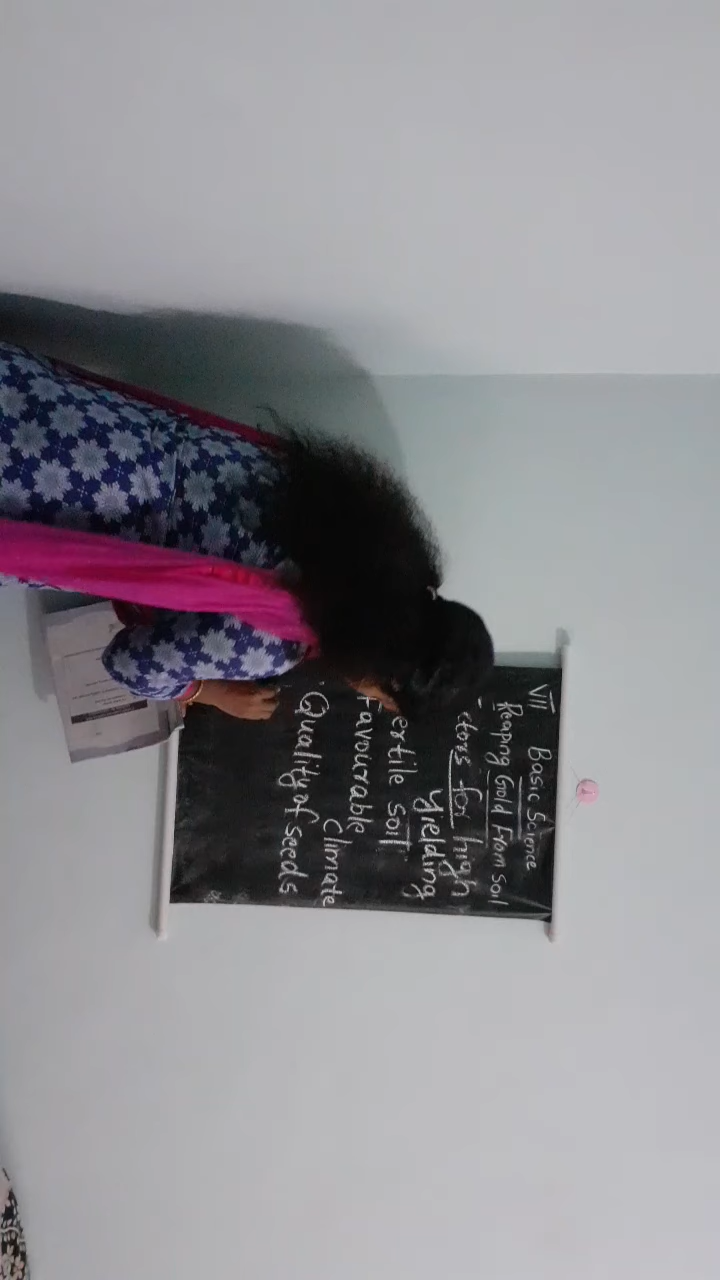 VII Basic Science
Reaping Gold From Soil
ctors for high
yielding
ertile soil
Favourable
climate
Quality of seeds